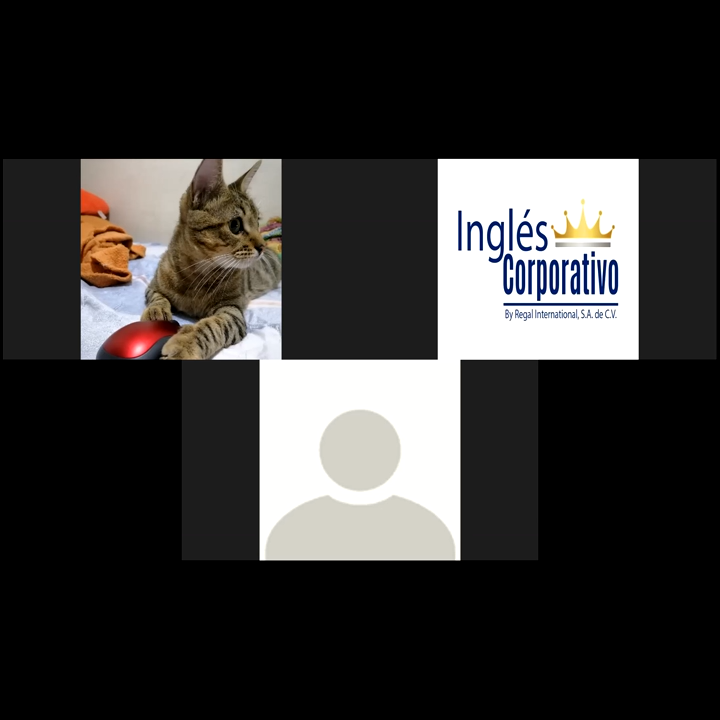 Inglés
Corporativo
By Regal International, S.A. de C.V.